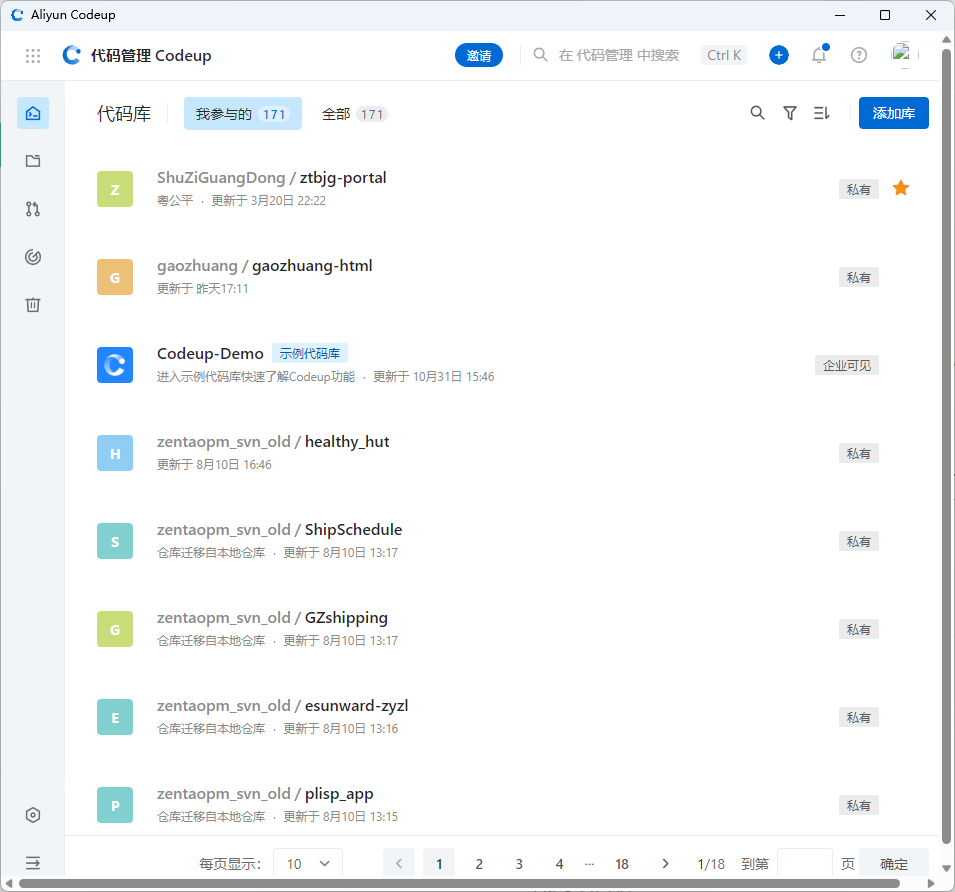 Aliyun Codeup
代码管理 Codeup
邀请
在 代码管理 中搜索
Ctrl K
代码库
我参与的 171
全部 171
添加库
Z
ShuZiGuangDong / ztbjg-portal
粤公平 · 更新于 3月20日 22:22
私有
G
gaozhuang / gaozhuang-html
更新于 昨天17:11
私有
Codeup-Demo 示例代码库
进入示例代码库快速了解Codeup功能 · 更新于 10月31日 15:46
企业可见
H
zentaopm_svn_old / healthy_hut
更新于 8月10日 16:46
私有
S
zentaopm_svn_old / ShipSchedule
仓库迁移自本地仓库 · 更新于 8月10日 13:17
私有
G
zentaopm_svn_old / GZshipping
仓库迁移自本地仓库 · 更新于 8月10日 13:17
私有
E
zentaopm_svn_old / esunward-zyzl
仓库迁移自本地仓库 · 更新于 8月10日 13:16
私有
P
zentaopm_svn_old / plisp_app
仓库迁移自本地仓库 · 更新于 8月10日 13:15
私有
每页显示： 10 < 1 2 3 4 ··· 18 > 1/18 到第 页 确定